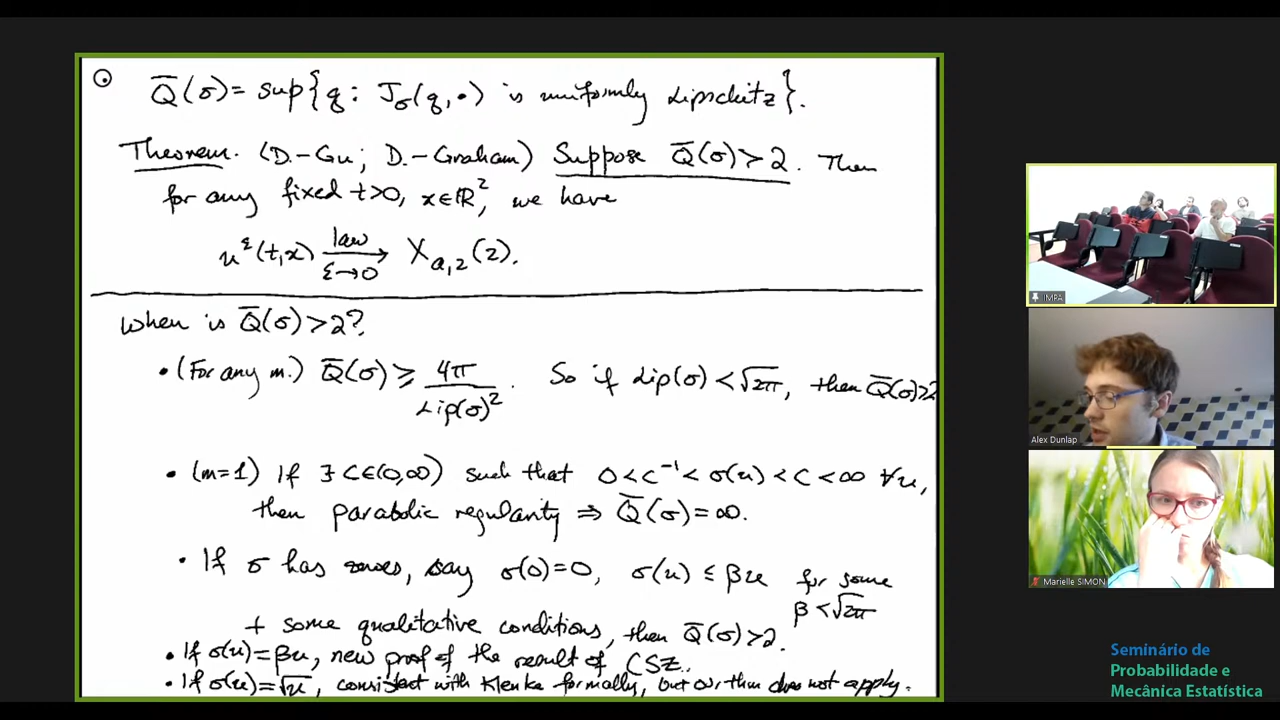 ⊙ Q̄(σ) = sup{q : J_σ(q,·) is uniformly Lipschitz}.
Theorem. (D.-Gu; D.-Graham) Suppose Q̄(σ) > 2. Then
for any fixed t>0, x∈ℝ², we have
u^ε(t,x) law→ ε→0 X_{a,2}(2).
When is Q̄(σ) > 2?
• (For any m.) Q̄(σ) ≥ 4π / Lip(σ)². So if Lip(σ) < √2π, then Q̄(σ)>2
• (m=1) If ∃ C∈(0,∞) such that 0 < C⁻¹ < σ(u) < C < ∞ ∀u,
then parabolic regularity ⇒ Q̄(σ) = ∞.
• If σ has zeroes, say σ(0)=0, σ(u) ≤ βu for some
β < √2π
+ some qualitative conditions, then Q̄(σ)>2.
• If σ(u) = βu, new proof of the result of CSZ.
• If σ(u) = √u, consistent with Klenke formally, but our thm does not apply.
IMPA
Alex Dunlap
Marielle SIMON
Seminário de
Probabilidade e
Mecânica Estatística